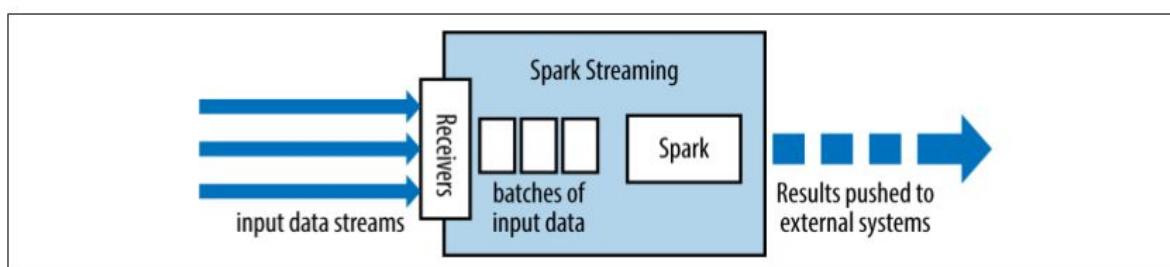 Spark Streaming
Receivers
Spark
batches of
input data
input data streams
Results pushed to
external systems